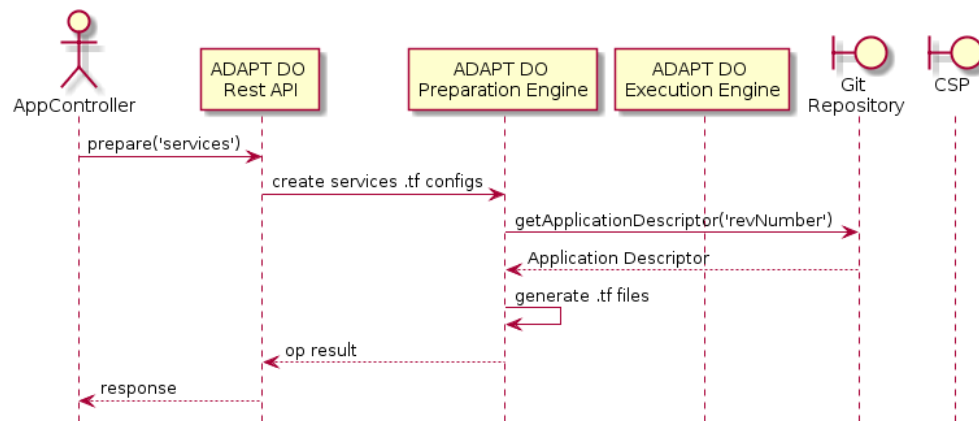 AppController
ADAPT DO
Rest API
ADAPT DO
Preparation Engine
ADAPT DO
Execution Engine
Git
Repository
CSP
prepare('services')
create services .tf configs
getApplicationDescriptor('revNumber')
Application Descriptor
generate .tf files
op result
response